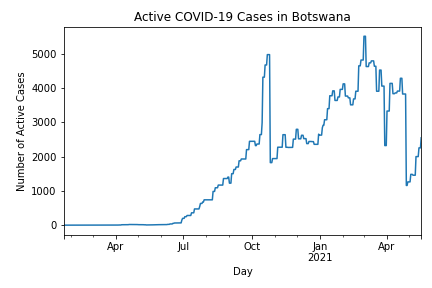 Active COVID-19 Cases in Botswana
Number of Active Cases
5000
4000
3000
2000
1000
0
Apr
Jul
Oct
Jan
2021
Apr
Day